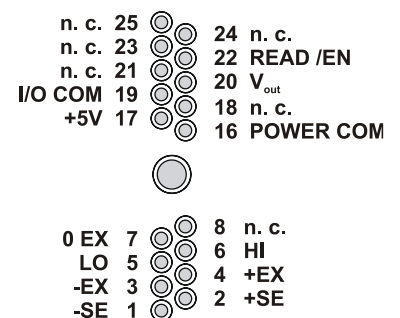 n. c. 25
24 n. c.
n. c. 23
22 READ /EN
n. c. 21
20 Vout
I/O COM 19
18 n. c.
+5V 17
16 POWER COM
8 n. c.
0 EX 7
6 HI
LO 5
4 +EX
-EX 3
2 +SE
-SE 1